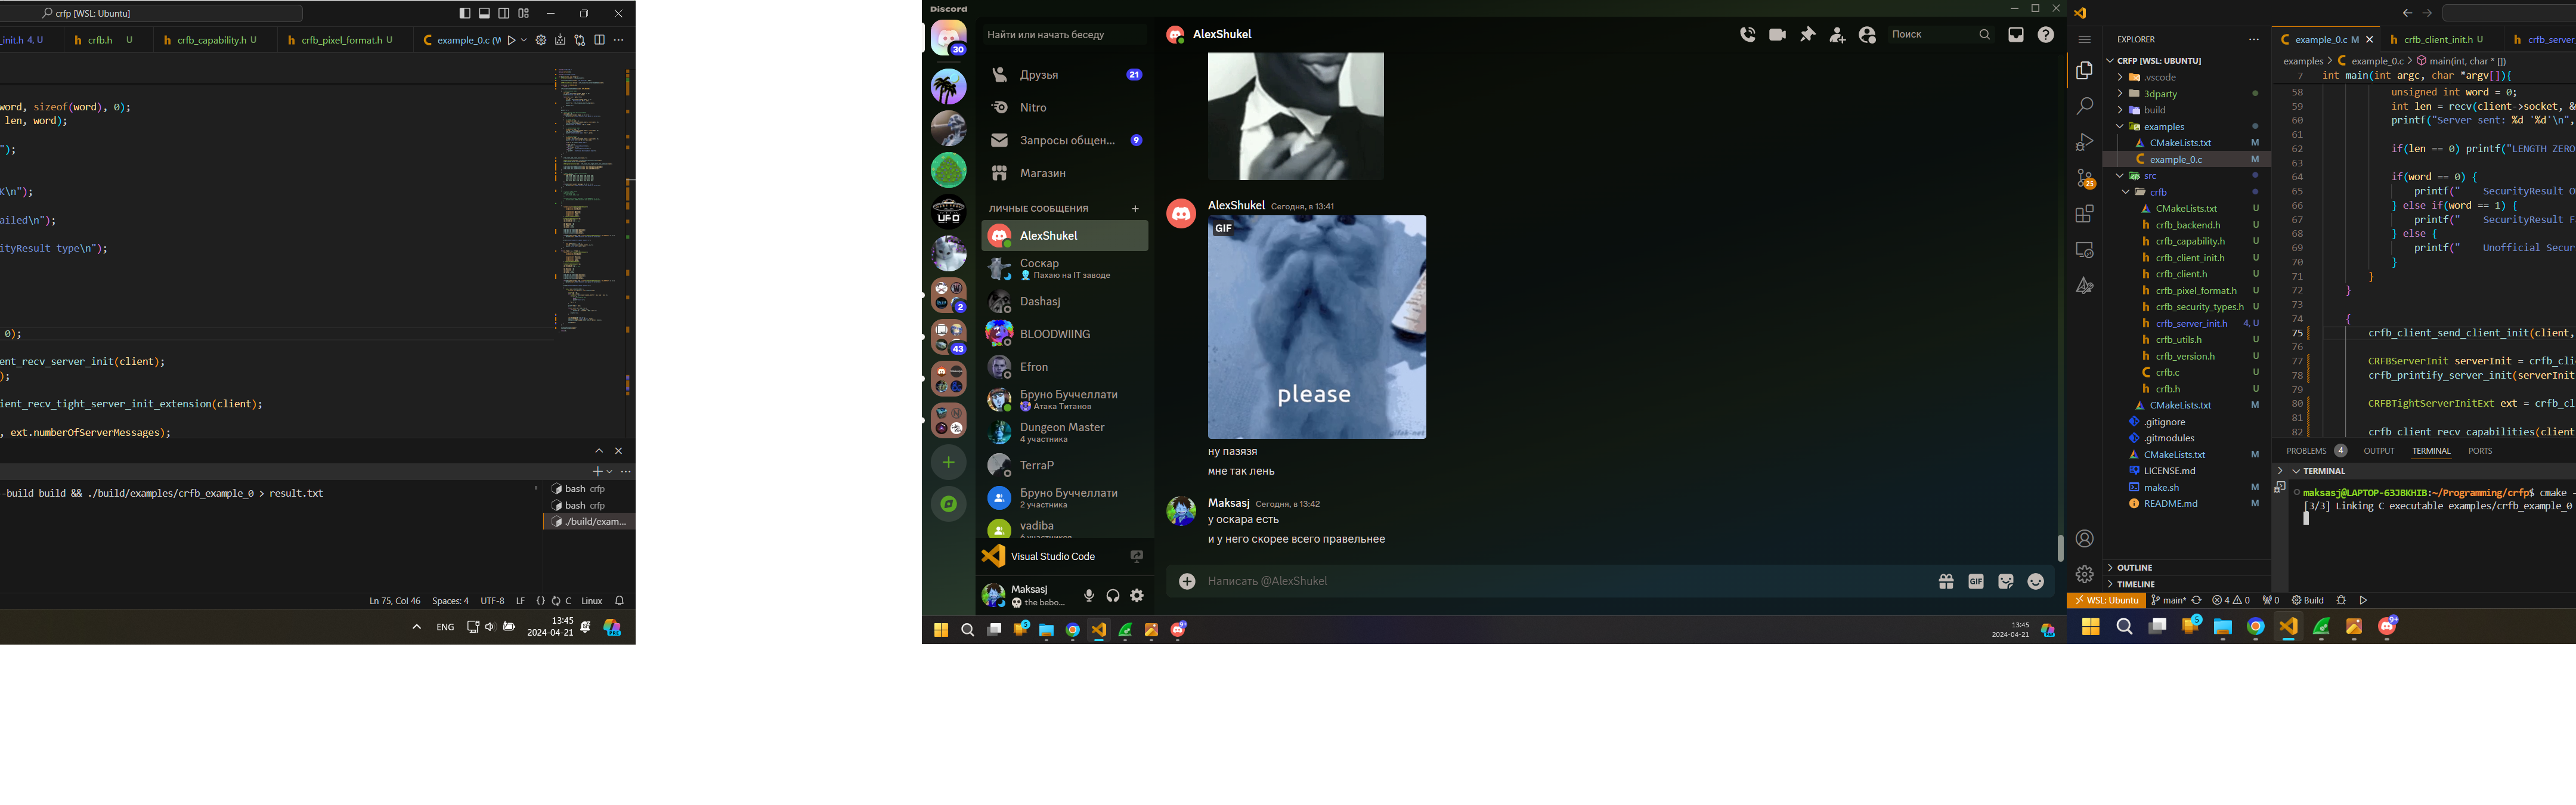 crfp [WSL: Ubuntu]
_init.h 4, U
crfb.h U
crfb_capability.h U
crfb_pixel_format.h U
example_0.c (W
word, sizeof(word), 0);
len, word);
");
K\n");
ailed\n");
ityResult type\n");
0);
ent_recv_server_init(client);
);
ient_recv_tight_server_init_extension(client);
, ext.numberOfServerMessages);
-build build && ./build/examples/crfb_example_0 > result.txt
bash crfp
bash crfp
./build/exam...
Ln 75, Col 46 Spaces: 4 UTF-8 LF {} C Linux
ENG
13:45
2024-04-21
Discord
30
2
43
Найти или начать беседу
Друзья 21
Nitro
Запросы общен... 9
Магазин
ЛИЧНЫЕ СООБЩЕНИЯ +
AlexShukel
Соскар
Пахаю на IT заводе
Dashasj
BLOODWIING
Efron
Бруно Буччеллати
Атака Титанов
Dungeon Master
4 участника
TerraP
Бруно Буччеллати
2 участника
vadiba
Visual Studio Code
Maksasj
the bebo...
AlexShukel
Поиск
AlexShukel Сегодня, в 13:41
GIF
please
ну пазязя
мне так лень
Maksasj Сегодня, в 13:42
у оскара есть
и у него скорее всего правельнее
Написать @AlexShukel
GIF
UFO
5
9+
13:45
2024-04-21
EXPLORER
CRFP [WSL: UBUNTU]
.vscode
3dparty
build
examples
CMakeLists.txt M
example_0.c M
src
crfb
CMakeLists.txt U
crfb_backend.h U
crfb_capability.h U
crfb_client_init.h U
crfb_client.h U
crfb_pixel_format.h U
crfb_security_types.h U
crfb_server_init.h 4, U
crfb_utils.h U
crfb_version.h U
crfb.c U
crfb.h U
CMakeLists.txt M
.gitignore
.gitmodules
CMakeLists.txt M
LICENSE.md
make.sh M
README.md M
OUTLINE
TIMELINE
25
example_0.c M
crfb_client_init.h U
crfb_server_
examples > example_0.c > main(int, char * [])
7 int main(int argc, char *argv[]){
58 unsigned int word = 0;
59 int len = recv(client->socket, &
60 printf("Server sent: %d '%d'\n",
61
62 if(len == 0) printf("LENGTH ZERO
63
64 if(word == 0) {
65 printf(" SecurityResult O
66 } else if(word == 1) {
67 printf(" SecurityResult F
68 } else {
69 printf(" Unofficial Secur
70 }
71 }
72 }
73
74 {
75 crfb_client_send_client_init(client,
76
77 CRFBServerInit serverInit = crfb_clie
78 crfb_printify_server_init(serverInit
79
80 CRFBTightServerInitExt ext = crfb_cl
81
82 crfb_client_recv_capabilities(client
PROBLEMS 4 OUTPUT TERMINAL PORTS
TERMINAL
maksasj@LAPTOP-63JBKHIB:~/Programming/crfp$ cmake -
[3/3] Linking C executable examples/crfb_example_0
WSL: Ubuntu main* 4 0 0 Build
5
9+